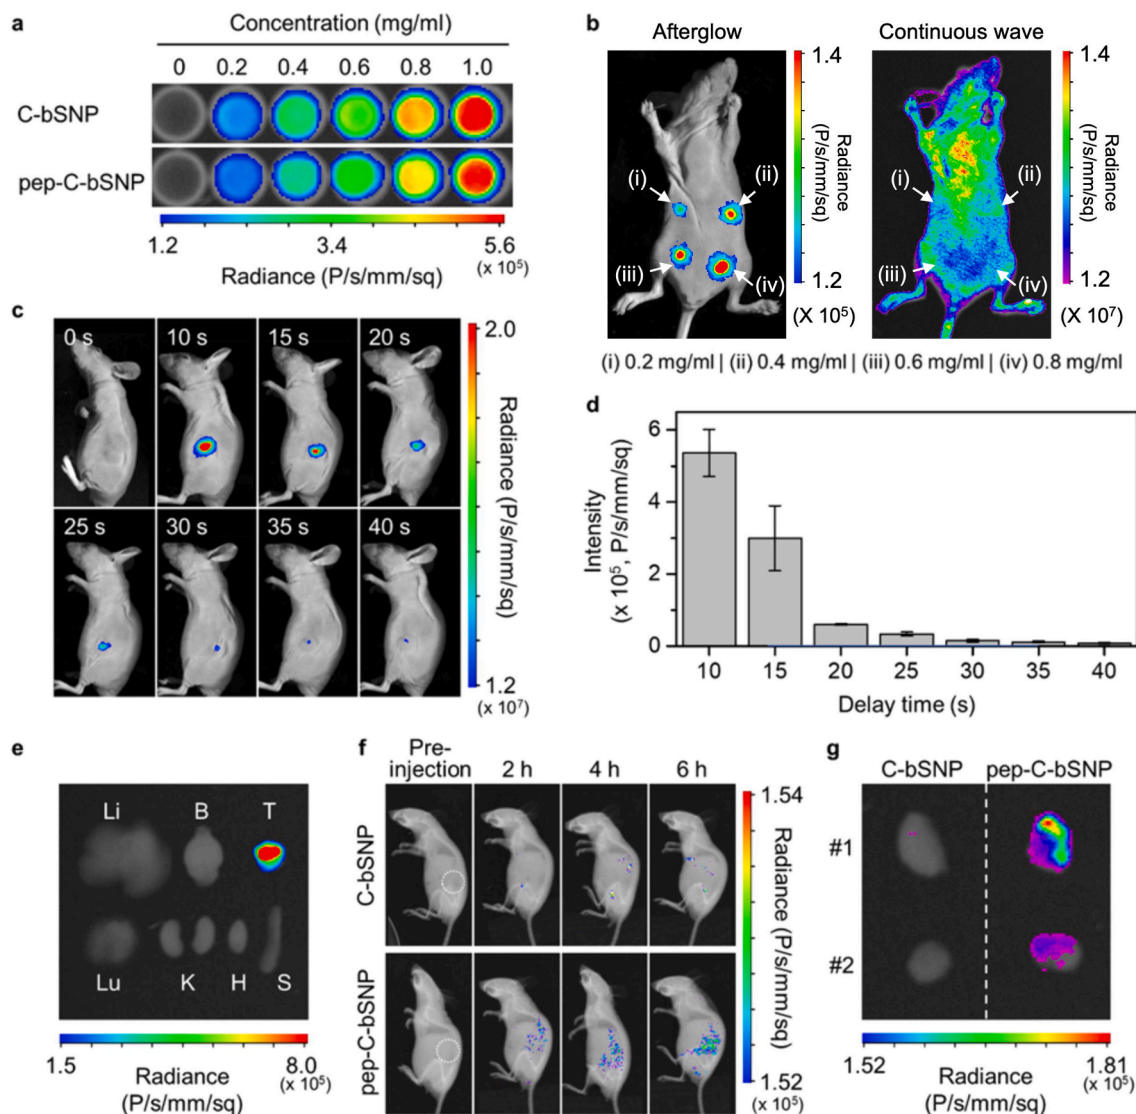 a
Concentration (mg/ml)
0 0.2 0.4 0.6 0.8 1.0
C-bSNP
pep-C-bSNP
1.2 3.4 5.6
(x 10⁵)
Radiance (P/s/mm/sq)
b
Afterglow
Continuous wave
(i)
(ii)
(iii)
(iv)
1.4
Radiance
(P/s/mm/sq)
1.2
(X 10⁵)
(i)
(ii)
(iii)
(iv)
1.4
Radiance
(P/s/mm/sq)
1.2
(X 10⁷)
(i) 0.2 mg/ml | (ii) 0.4 mg/ml | (iii) 0.6 mg/ml | (iv) 0.8 mg/ml
c
0 s 10 s 15 s 20 s
25 s 30 s 35 s 40 s
2.0
Radiance (P/s/mm/sq)
1.2
(x 10⁷)
d
Intensity
(x 10⁵, P/s/mm/sq)
6
4
2
0
10 15 20 25 30 35 40
Delay time (s)
e
Li B T
Lu K H S
1.5 8.0
(x 10⁵)
Radiance
(P/s/mm/sq)
f
Pre-
injection 2 h 4 h 6 h
C-bSNP
pep-C-bSNP
1.54
Radiance (P/s/mm/sq)
1.52
(x 10⁵)
g
C-bSNP pep-C-bSNP
#1
#2
1.52 1.81
(x 10⁵)
Radiance
(P/s/mm/sq)